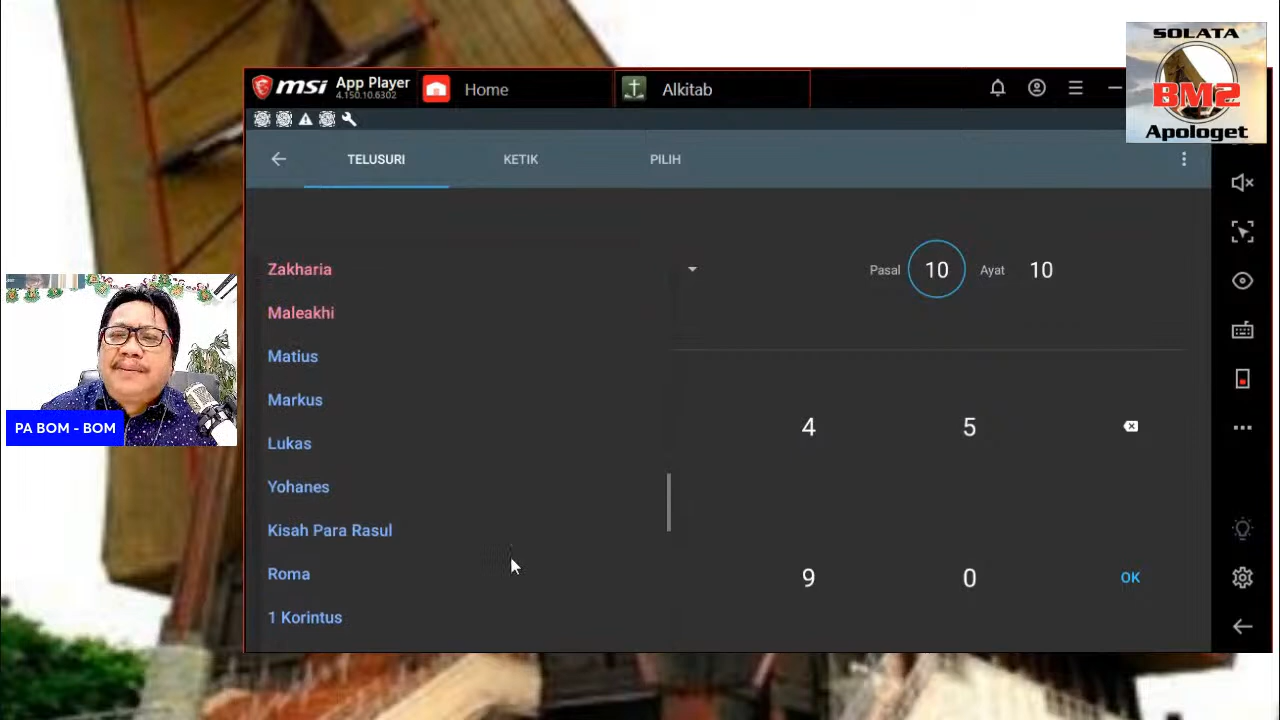 SOLATA
BM2
Apologet
msi App Player
4.150.10.6302
Home
Alkitab
TELUSURI
KETIK
PILIH
Zakharia
Maleakhi
Matius
Markus
Lukas
Yohanes
Kisah Para Rasul
Roma
1 Korintus
Pasal 10 Ayat 10
4 5
9 0 OK
PA BOM - BOM